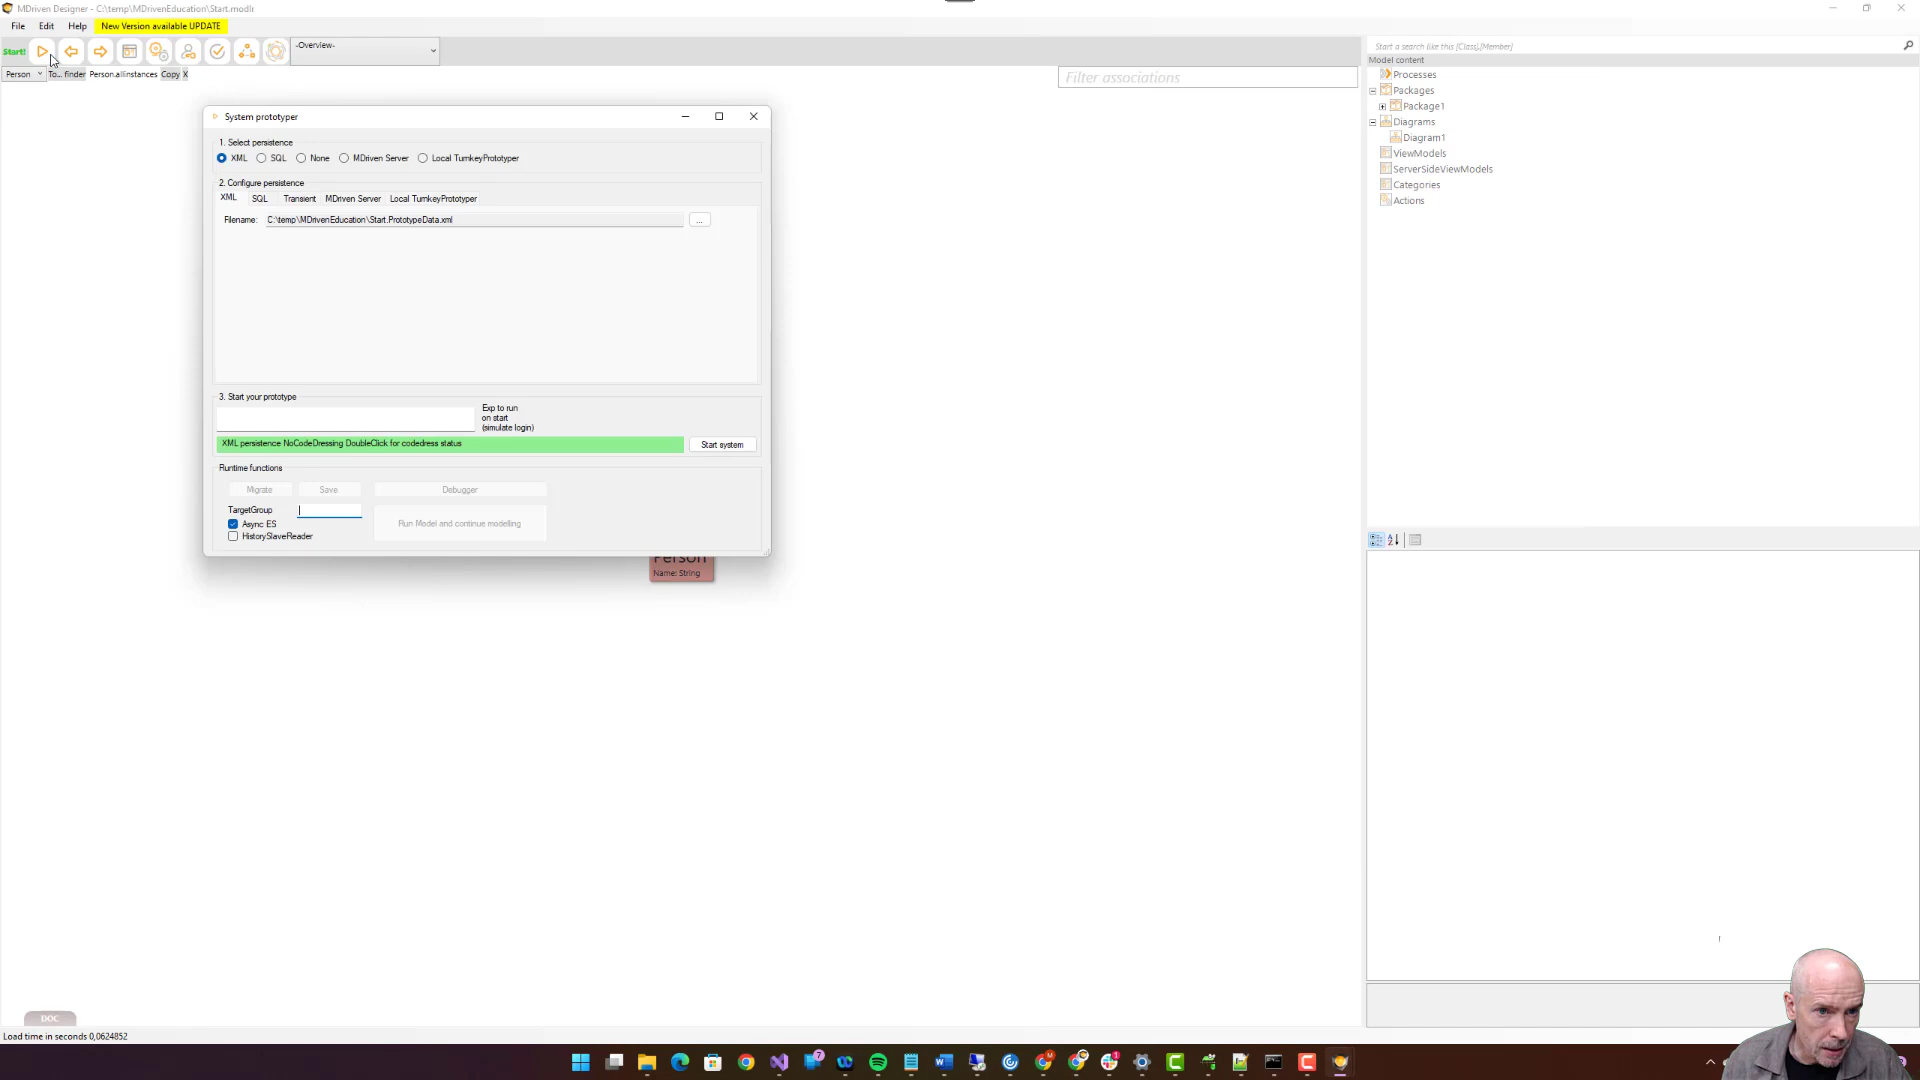 MDriven Designer - C:\temp\MDrivenEducation\Start.modlr
File Edit Help New Version available UPDATE
Start! -Overview-
Person To... finder Person.allinstances Copy X
Filter associations
System prototyper
1. Select persistence
XML SQL None MDriven Server Local TurnkeyPrototyper
2. Configure persistence
XML SQL Transient MDriven Server Local TurnkeyPrototyper
Filename: C:\temp\MDrivenEducation\Start.PrototypeData.xml ...
3. Start your prototype
Exp to run
on start
(simulate login)
XML persistence NoCodeDressing DoubleClick for codedress status Start system
Runtime functions
Migrate Save Debugger
TargetGroup
Async ES
Run Model and continue modelling
HistorySlaveReader
Person
Name: String
Start a search like this [Class],[Member]
Model content
Processes
Packages
Package1
Diagrams
Diagram1
ViewModels
ServerSideViewModels
Categories
Actions
DOC
Load time in seconds 0,0624852